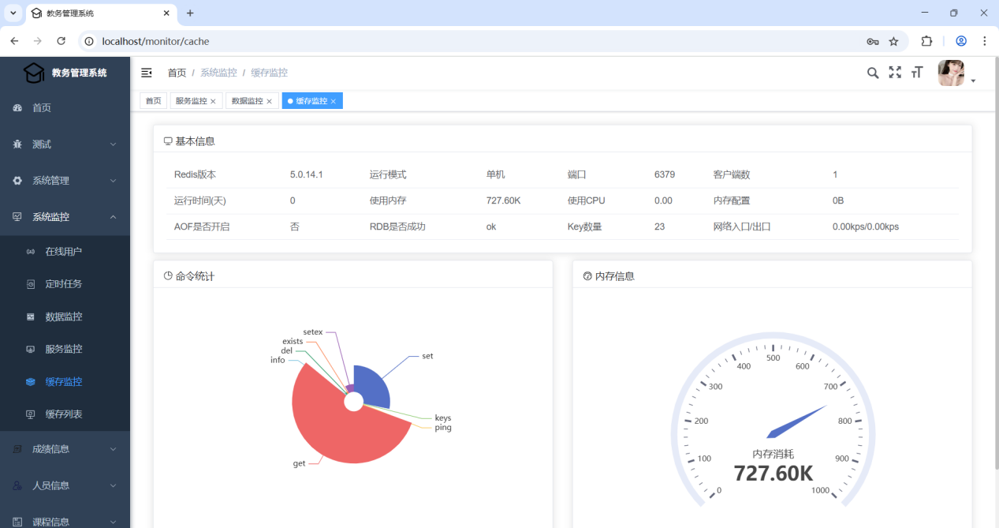 教务管理系统
localhost/monitor/cache
教务管理系统
首页 / 系统监控 / 缓存监控
首页 服务监控 数据监控 缓存监控
首页
测试
系统管理
系统监控
在线用户
定时任务
数据监控
服务监控
缓存监控
缓存列表
成绩信息
人员信息
课程信息
基本信息
Redis版本 5.0.14.1 运行模式 单机 端口 6379 客户端数 1
运行时间(天) 0 使用内存 727.60K 使用CPU 0.00 内存配置 0B
AOF是否开启 否 RDB是否成功 ok Key数量 23 网络入口/出口 0.00kps/0.00kps
命令统计
setex
exists
del
info
set
keys
ping
get
内存信息
0
100
200
300
400
500
600
700
800
900
1000
内存消耗
727.60K